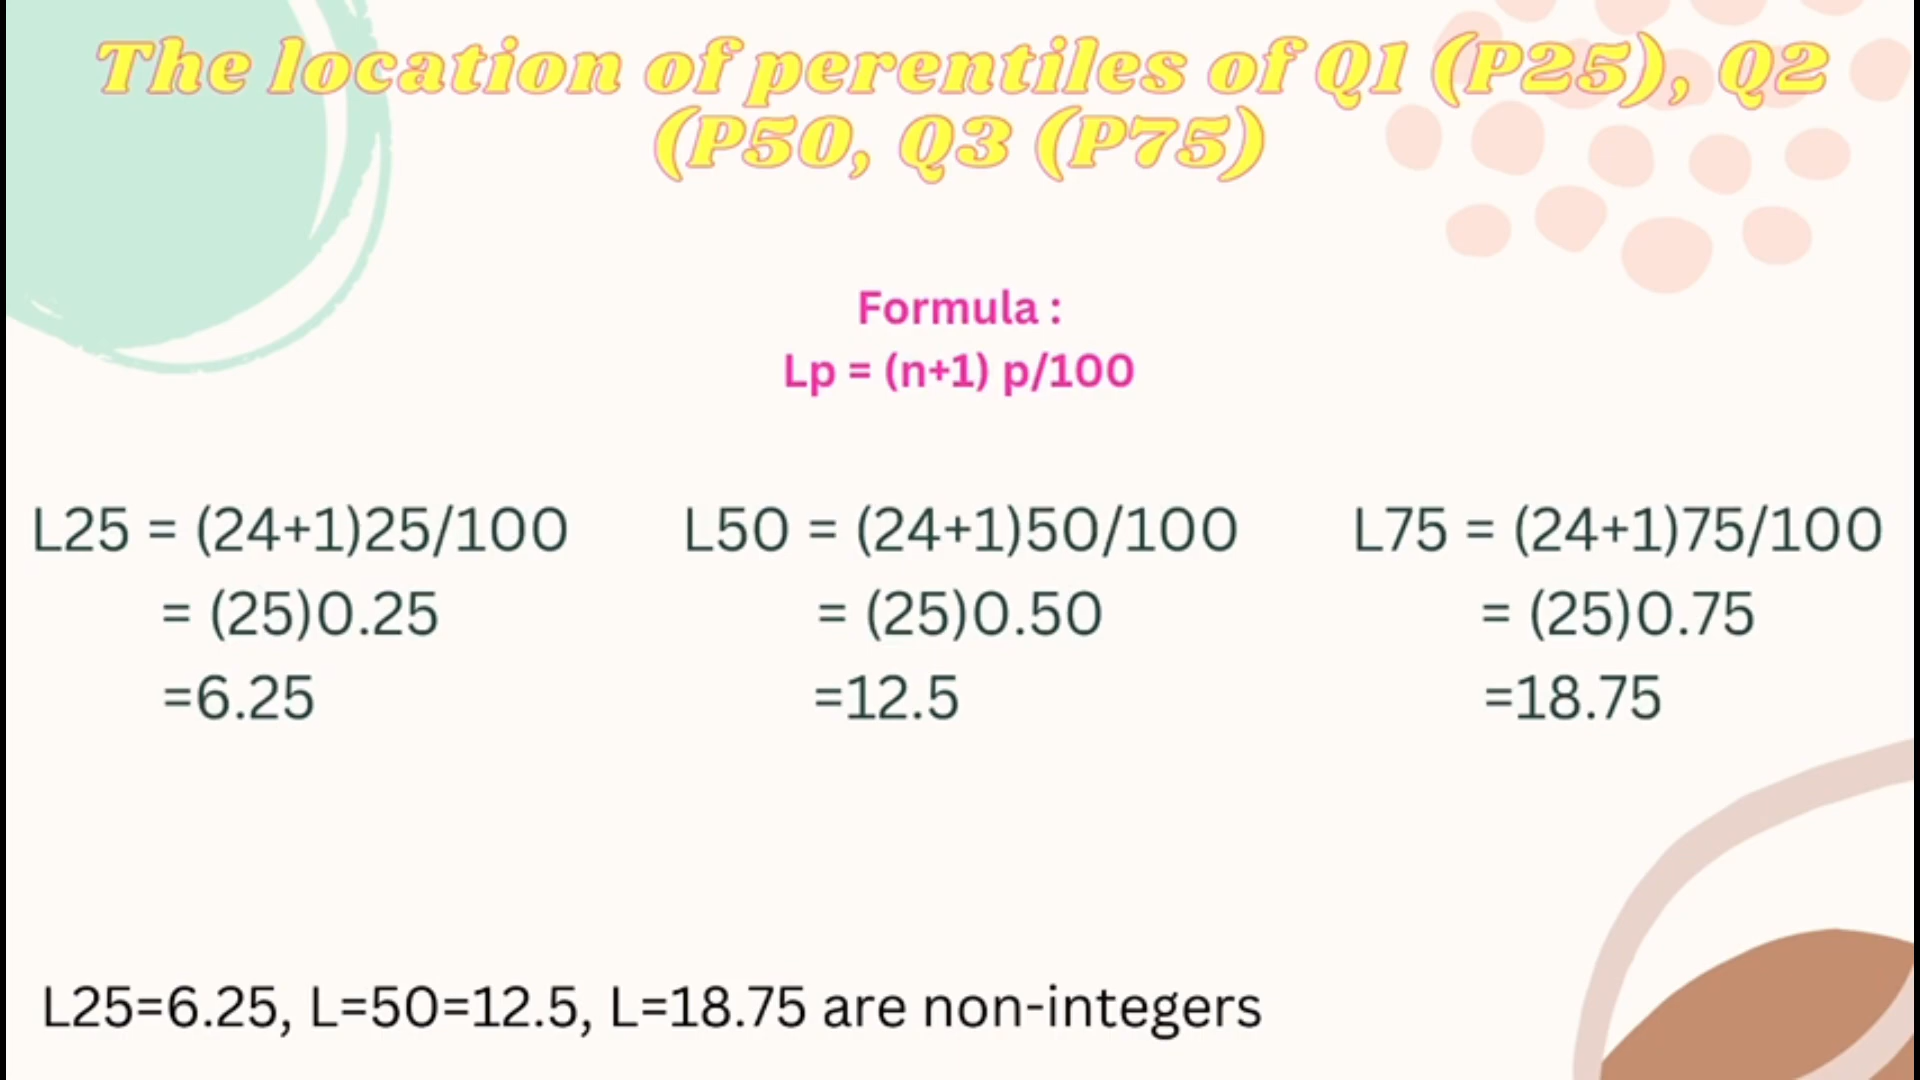 The location of perentiles of Q1 (P25), Q2
(P50, Q3 (P75)
Formula :
Lp = (n+1) p/100
L25 = (24+1)25/100
= (25)0.25
=6.25
L50 = (24+1)50/100
= (25)0.50
=12.5
L75 = (24+1)75/100
= (25)0.75
=18.75
L25=6.25, L=50=12.5, L=18.75 are non-integers